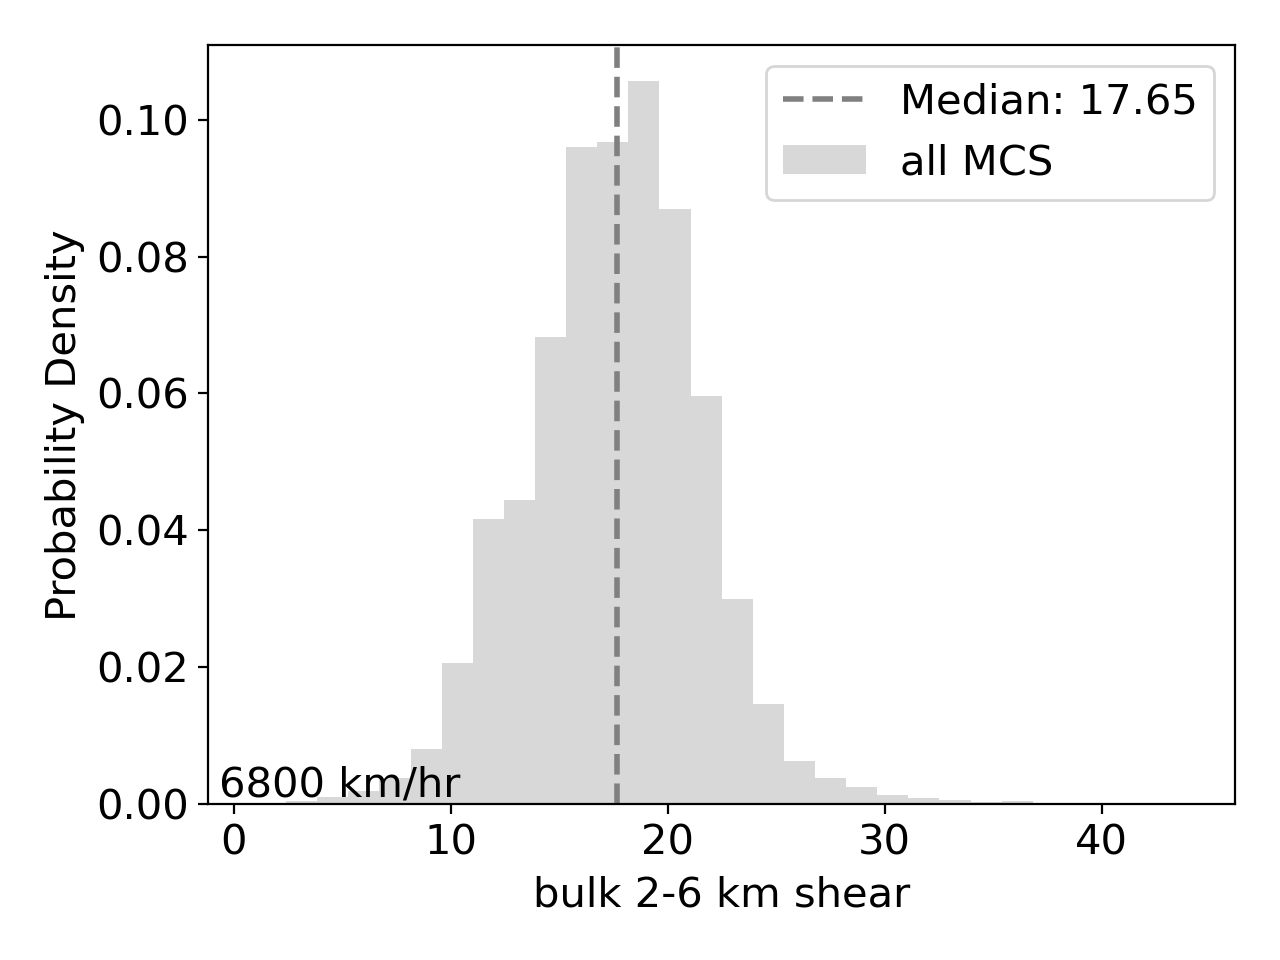 Median: 17.65
all MCS
0.10
0.08
0.06
0.04
0.02
0.00
Probability Density
6800 km/hr
0 10 20 30 40
bulk 2-6 km shear